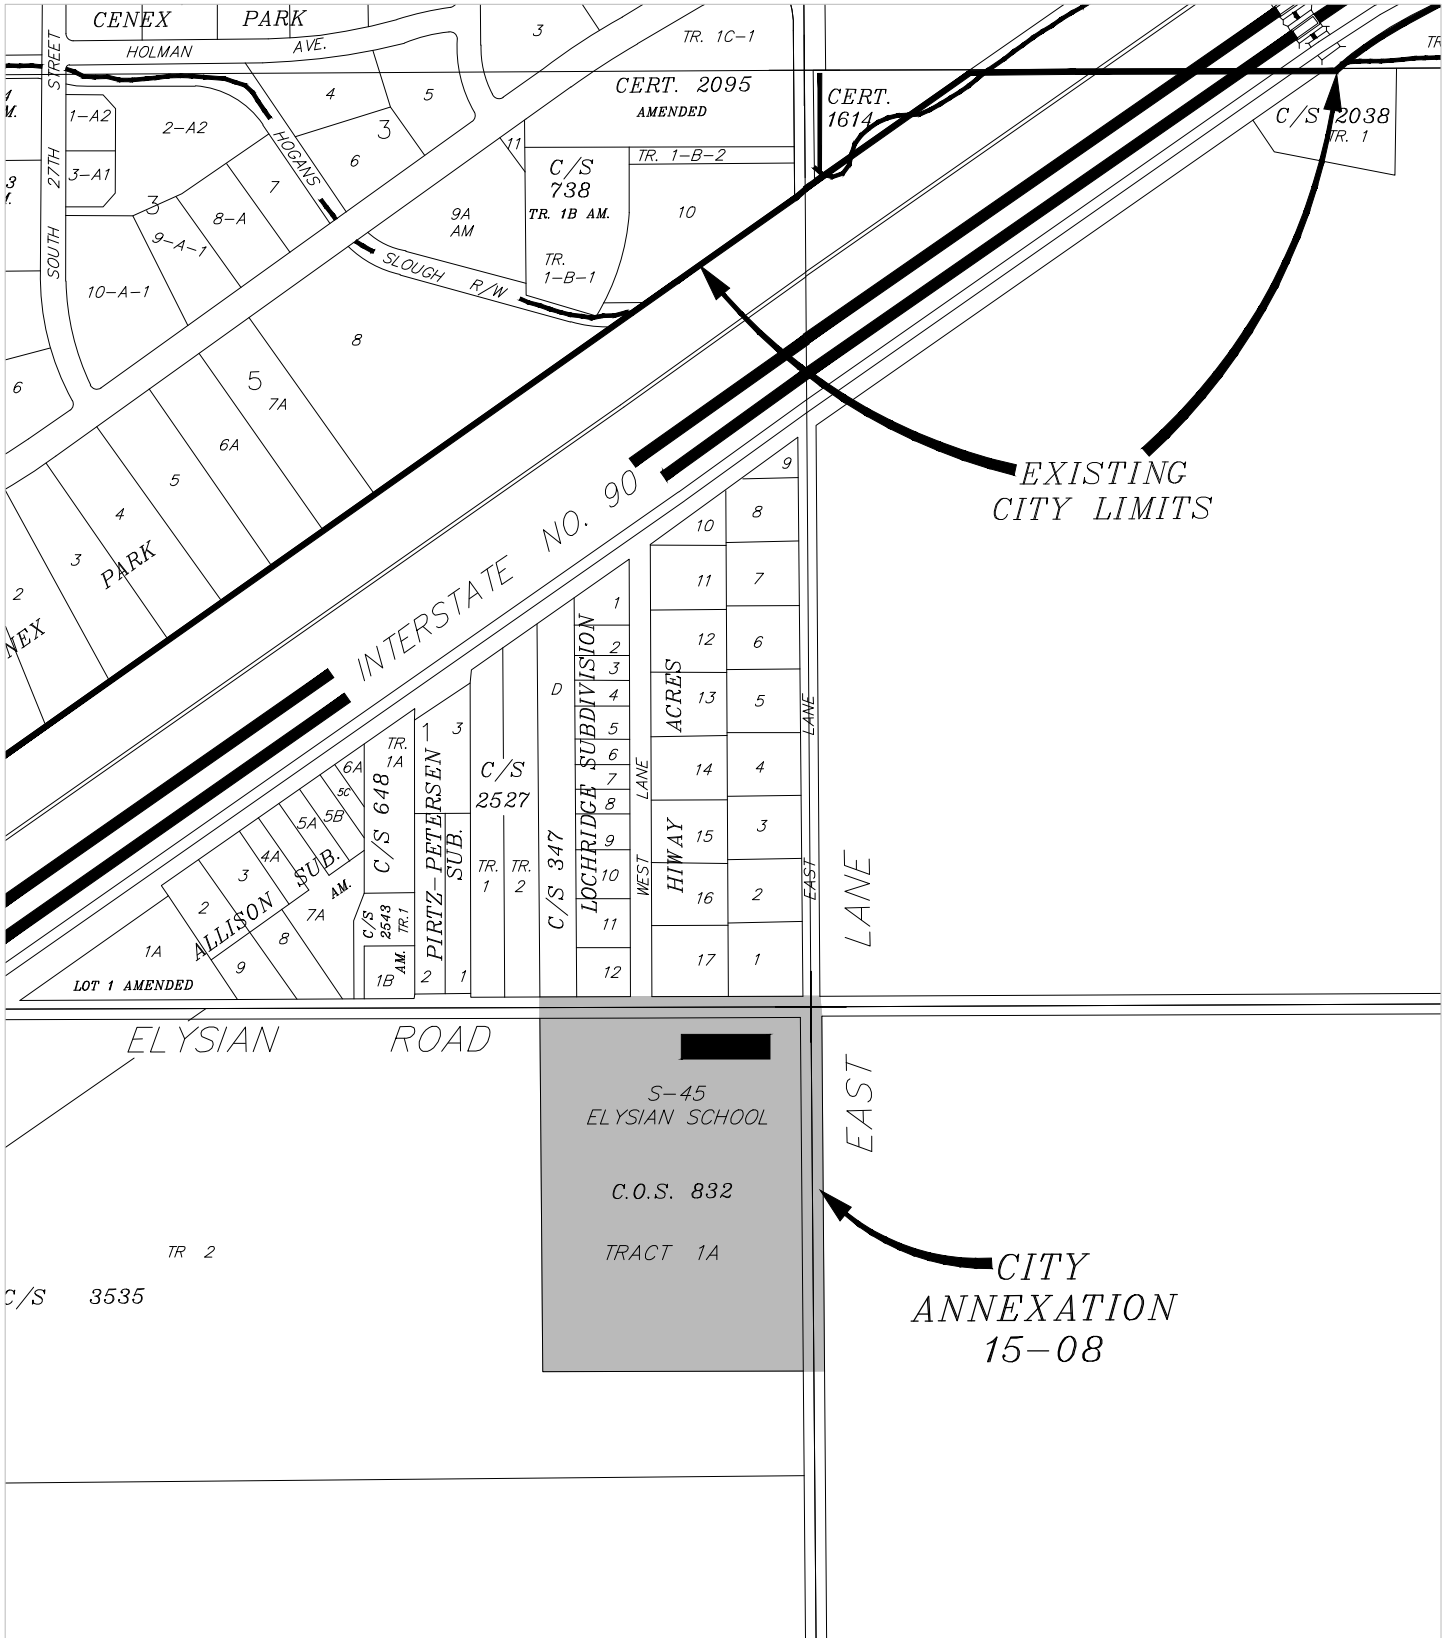 CENEX PARK
HOLMAN AVE.
SOUTH 27TH STREET
3
TR. 1C-1
4
5
3
6
1-A2
2-A2
3-A1
3
HOGANS
7
8-A
9-A-1
10-A-1
CERT. 2095
AMENDED
11
C/S
738
TR. 1B AM.
TR.
1-B-1
TR. 1-B-2
10
CERT.
1614
C/S 2038
TR. 1
9A
AM
SLOUGH R/W
8
6
5
7A
6A
5
4
3
2
PARK
NEX
INTERSTATE NO. 90
EXISTING
CITY LIMITS
9
8
7
6
5
4
3
2
1
10
11
12
13
14
15
16
17
HIWAY ACRES
WEST LANE
EAST LANE
1
2
3
4
5
6
7
8
9
10
11
12
LOCHRIDGE SUBDIVISION
D
C/S 347
C/S
2527
TR.
1
TR.
2
1
3
PIRTZ-PETERSEN
SUB.
2
1
TR.
1A
C/S 648
C/S
2543
TR.1
AM.
1B
6A
5C
5B
5A
4A
3
2
1A
ALLISON SUB.
AM.
7A
8
9
LOT 1 AMENDED
ELYSIAN ROAD
EAST LANE
S-45
ELYSIAN SCHOOL
C.O.S. 832
TRACT 1A
TR 2
C/S 3535
CITY
ANNEXATION
15-08